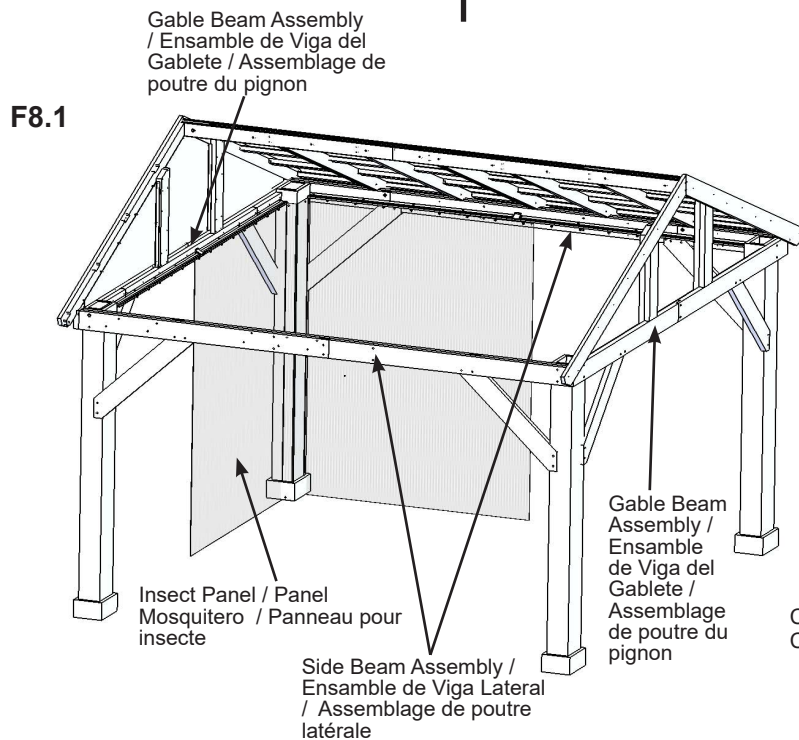 Gable Beam Assembly
/ Ensamble de Viga del
Gablete / Assemblage de
poutre du pignon
F8.1
Insect Panel / Panel
Mosquitero / Panneau pour
insecte
Side Beam Assembly /
Ensamble de Viga Lateral
/ Assemblage de poutre
latérale
Gable Beam
Assembly /
Ensamble
de Viga del
Gablete /
Assemblage
de poutre du
pignon